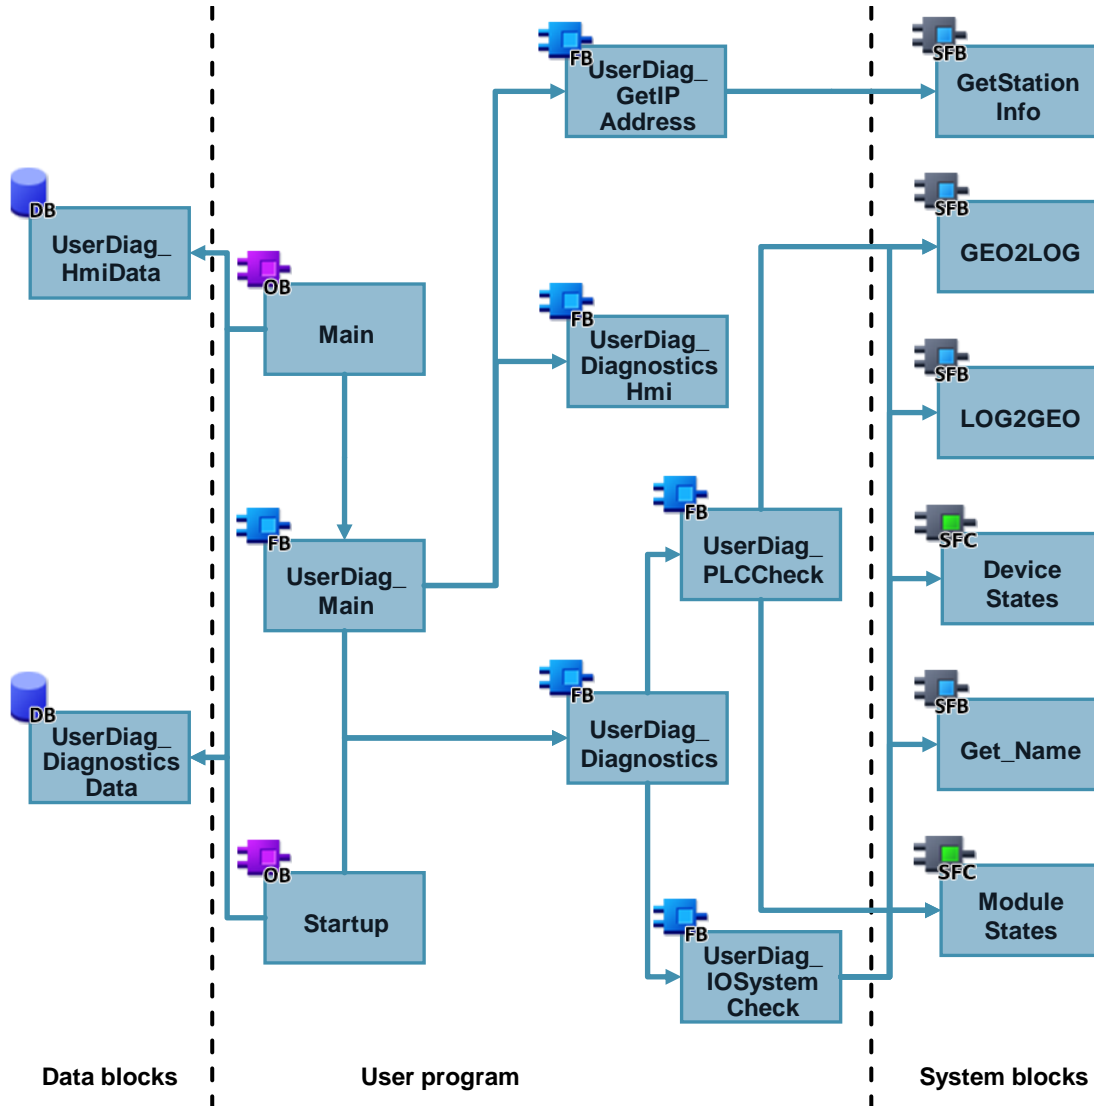 FB
UserDiag_
GetIP
Address
SFB
GetStation
Info
DB
UserDiag_
HmiData
SFB
GEO2LOG
OB
Main
FB
UserDiag_
Diagnostics
Hmi
SFB
LOG2GEO
FB
UserDiag_
Main
FB
UserDiag_
PLCCheck
SFC
Device
States
DB
UserDiag_
Diagnostics
Data
FB
UserDiag_
Diagnostics
SFB
Get_Name
OB
Startup
FB
UserDiag_
IOSystem
Check
SFC
Module
States
Data blocks
User program
System blocks